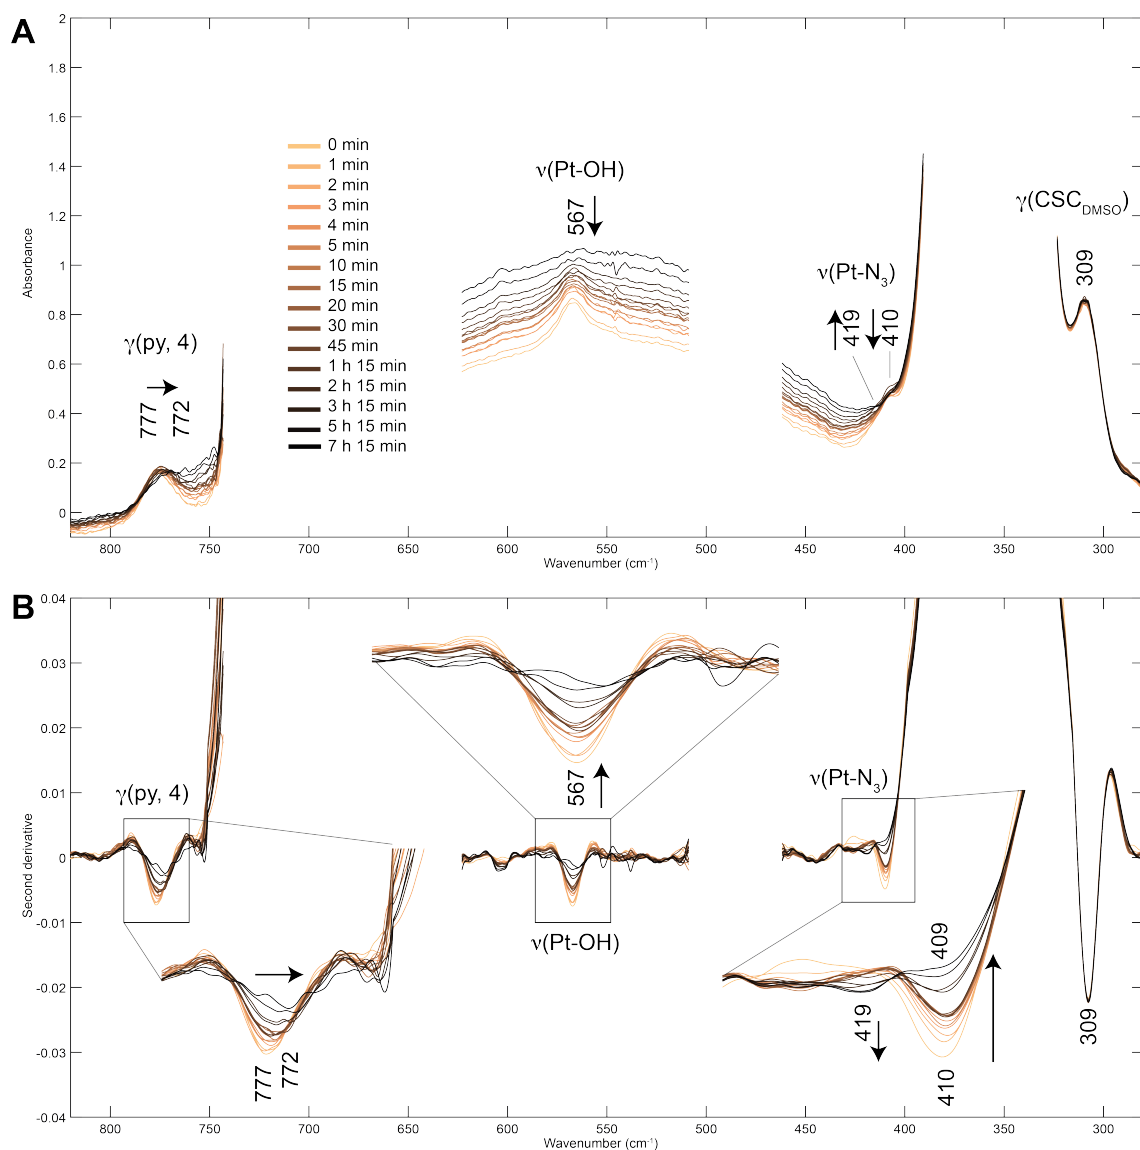 A
2
1.8
1.6
1.4
1.2
1
0.8
0.6
0.4
0.2
0
Absorbance
0 min
1 min
2 min
3 min
4 min
5 min
10 min
15 min
20 min
30 min
45 min
1 h 15 min
2 h 15 min
3 h 15 min
5 h 15 min
7 h 15 min
γ(py, 4)
777
772
ν(Pt-OH)
567
ν(Pt-N3)
419
410
γ(CSCDMSO)
309
800 750 700 650 600 550 500 450 400 350 300
Wavenumber (cm-1)
B
0.04
0.03
0.02
0.01
0
-0.01
-0.02
-0.03
-0.04
Second derivative
γ(py, 4)
777
772
567
ν(Pt-OH)
ν(Pt-N3)
409
419
410
309
800 750 700 650 600 550 500 450 400 350 300
Wavenumber (cm-1)